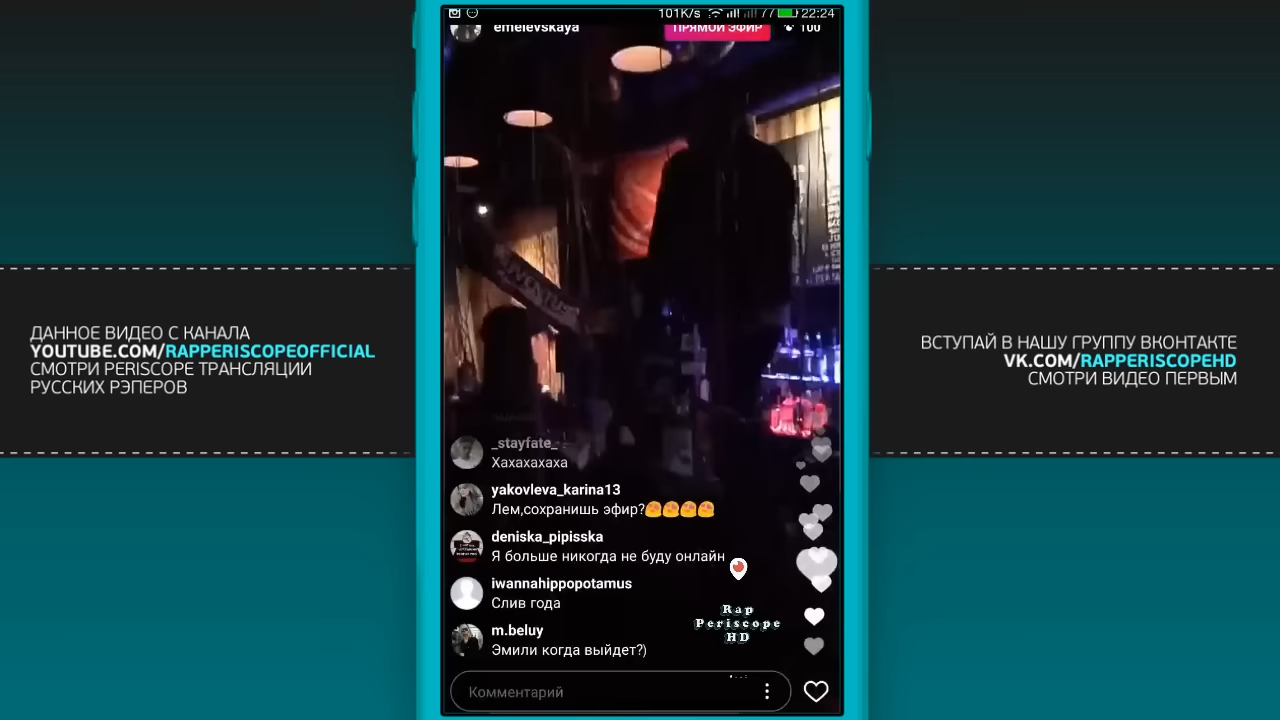 101K/s 77 22:24
emelevskaya ПРЯМОЙ ЭФИР 100
JUVENTUS
ДАННОЕ ВИДЕО С КАНАЛА
YOUTUBE.COM/RAPPERISCOPEOFFICIAL
СМОТРИ PERISCOPE ТРАНСЛЯЦИИ
РУССКИХ РЭПЕРОВ
ВСТУПАЙ В НАШУ ГРУППУ ВКОНТАКТЕ
VK.COM/RAPPERISCOPEHD
СМОТРИ ВИДЕО ПЕРВЫМ
_stayfate_
Хахахахаха
yakovleva_karina13
Лем,сохранишь эфир?😍😍😍😍
deniska_pipisska
Я больше никогда не буду онлайн
iwannahippopotamus
Слив года
m.beluy
Эмили когда выйдет?)
Rap
Periscope
HD
Комментарий